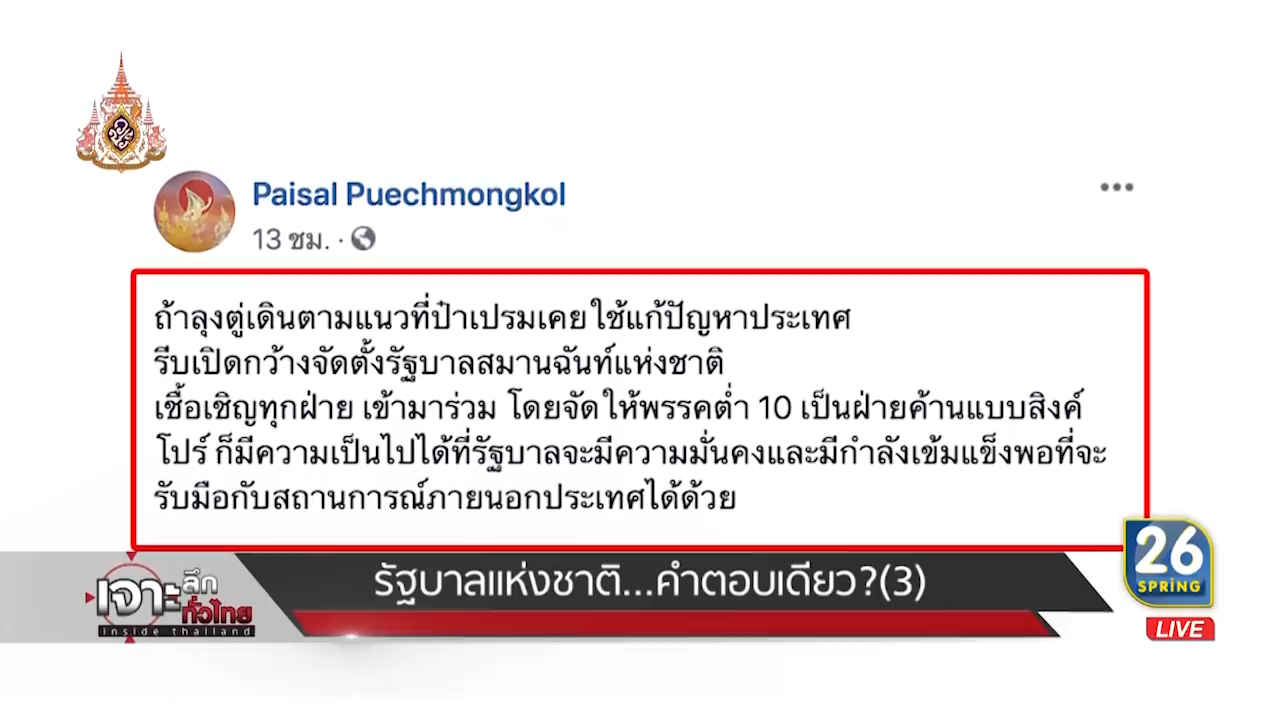 Paisal Puechmongkol
13 ชม. ·
ถ้าลุงตู่เดินตามแนวที่ป๋าเปรมเคยใช้แก้ปัญหาประเทศ
รีบเปิดกว้างจัดตั้งรัฐบาลสมานฉันท์แห่งชาติ
เชื้อเชิญทุกฝ่าย เข้ามาร่วม โดยจัดให้พรรคต่ำ 10 เป็นฝ่ายค้านแบบสิงค์
โปร์ ก็มีความเป็นไปได้ที่รัฐบาลจะมีความมั่นคงและมีกำลังเข้มแข็งพอที่จะ
รับมือกับสถานการณ์ภายนอกประเทศได้ด้วย
รัฐบาลแห่งชาติ...คำตอบเดียว?(3)
เจาะลึกทั่วไทย
inside thailand
26
SPRING
LIVE